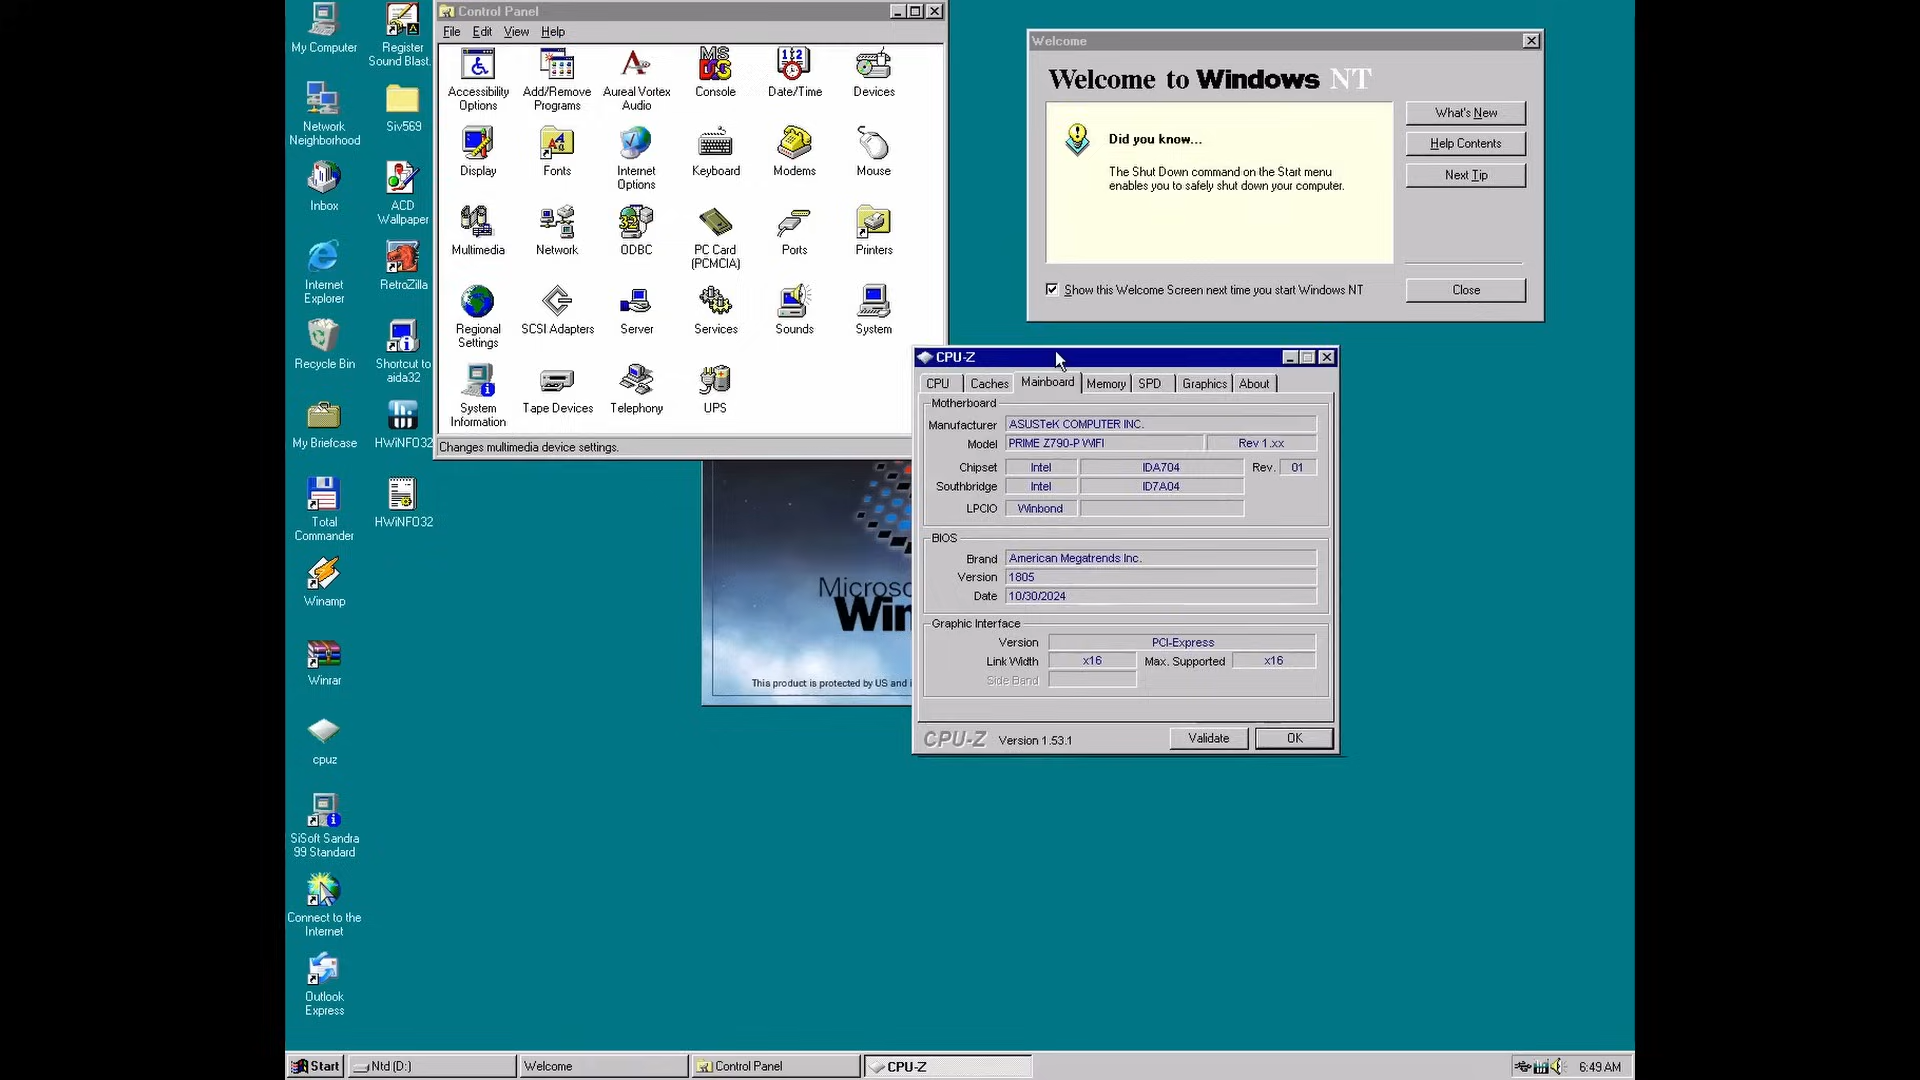 My Computer
Register
Sound Blast.
Network
Neighborhood
Siv569
Inbox
ACD
Wallpaper
Internet
Explorer
RetroZilla
Recycle Bin
Shortcut to
aida32
My Briefcase
HWiNFO32
Total
Commander
HWiNFO32
Winamp
Winrar
cpuz
SiSoft Sandra
99 Standard
Connect to the
Internet
Outlook
Express
Control Panel
File Edit View Help
Accessibility
Options
Add/Remove
Programs
Aureal Vortex
Audio
MS
DOS
Console
Date/Time
Devices
Display
Fonts
Internet
Options
Keyboard
Modems
Mouse
Multimedia
Network
32
ODBC
PC Card
(PCMCIA)
Ports
Printers
Regional
Settings
SCSI Adapters
Server
Services
Sounds
System
System
Information
Tape Devices
Telephony
UPS
Changes multimedia device settings.
Welcome
Welcome to Windows NT
Did you know...
The Shut Down command on the Start menu
enables you to safely shut down your computer.
What's New
Help Contents
Next Tip
Show this Welcome Screen next time you start Windows NT
Close
Micros
Win
This product is protected by US and i
CPU-Z
CPU Caches Mainboard Memory SPD Graphics About
Motherboard
Manufacturer ASUSTeK COMPUTER INC.
Model PRIME Z790-P WIFI Rev 1.xx
Chipset Intel IDA704 Rev. 01
Southbridge Intel ID7A04
LPCIO Winbond
BIOS
Brand American Megatrends Inc.
Version 1805
Date 10/30/2024
Graphic Interface
Version PCI-Express
Link Width x16 Max. Supported x16
Side Band
CPU-Z Version 1.53.1 Validate OK
Start Ntd (D:) Welcome Control Panel CPU-Z 6:49 AM